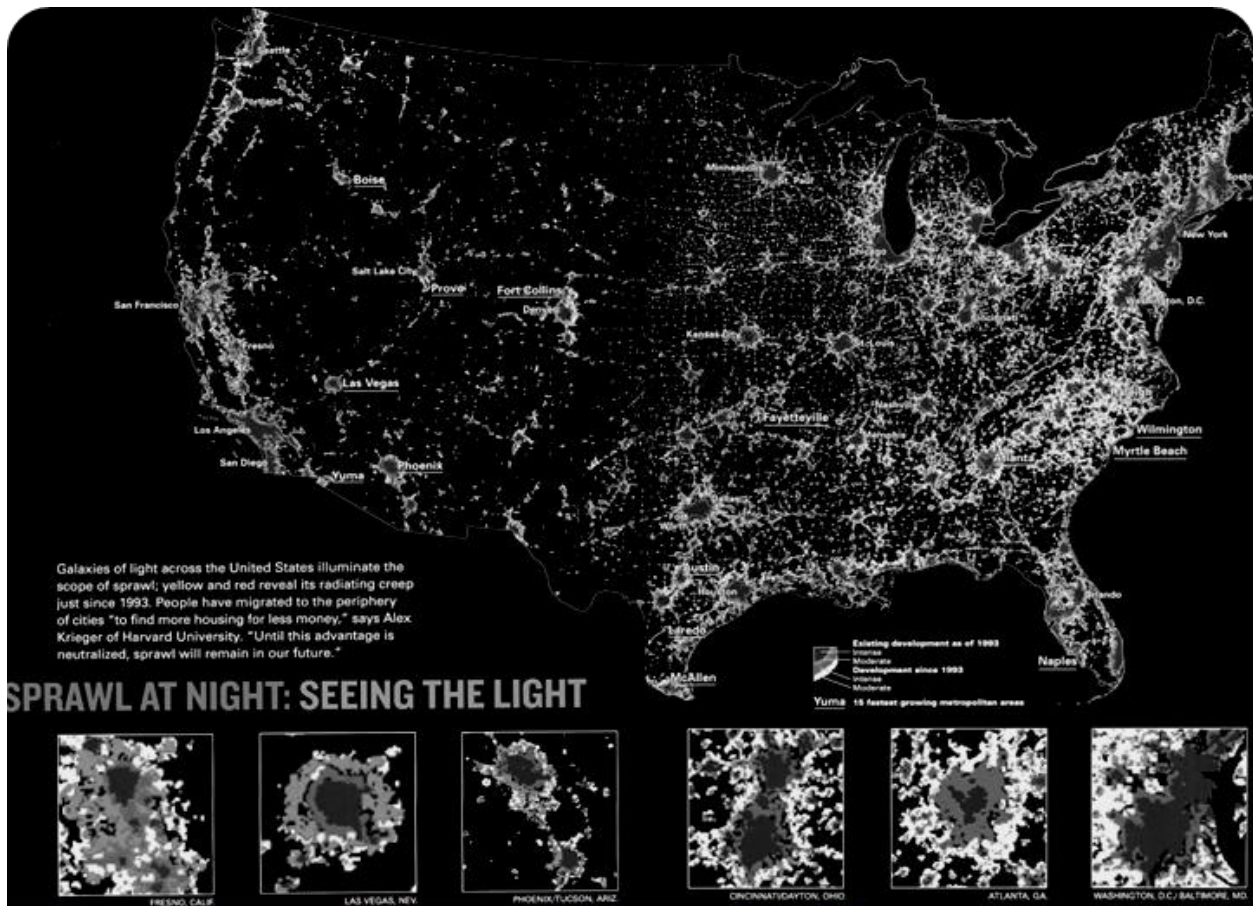 Seattle
Portland
Boise
Minneapolis
St. Paul
Boston
New York
Salt Lake City
Provo
Fort Collins
Denver
San Francisco
Washington, D.C.
Cincinnati
Kansas City
St. Louis
Fresno
Las Vegas
Nashville
Fayetteville
Memphis
Wilmington
Los Angeles
Myrtle Beach
Atlanta
San Diego
Phoenix
Yuma
Austin
Houston
Orlando
Laredo
Naples
McAllen
Galaxies of light across the United States illuminate the
scope of sprawl; yellow and red reveal its radiating creep
just since 1993. People have migrated to the periphery
of cities "to find more housing for less money," says Alex
Krieger of Harvard University. "Until this advantage is
neutralized, sprawl will remain in our future."
Existing development as of 1993
Intense
Moderate
Development since 1993
Intense
Moderate
Yuma 15 fastest growing metropolitan areas
SPRAWL AT NIGHT: SEEING THE LIGHT
FRESNO, CALIF.
LAS VEGAS, NEV.
PHOENIX/TUCSON, ARIZ.
CINCINNATI/DAYTON, OHIO
ATLANTA, GA.
WASHINGTON, D.C./ BALTIMORE, MD.